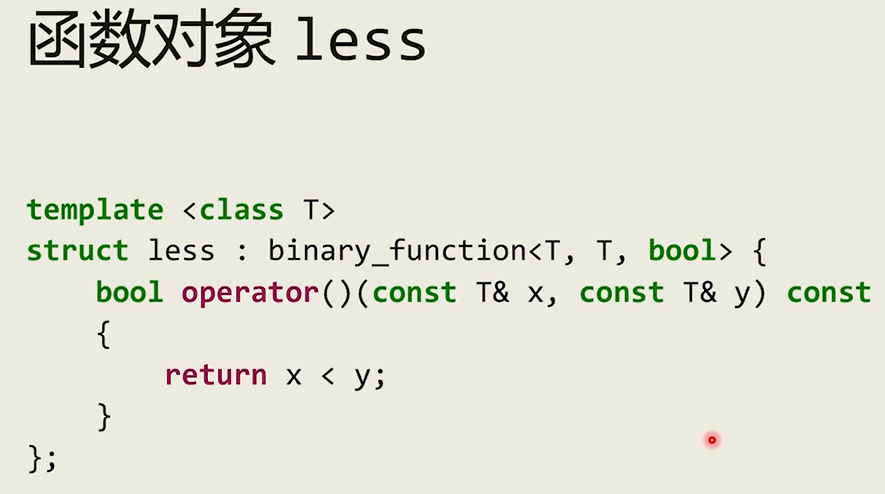 函数对象 less
template <class T>
struct less : binary_function<T, T, bool> {
    bool operator()(const T& x, const T& y) const
    {
        return x < y;
    }
};